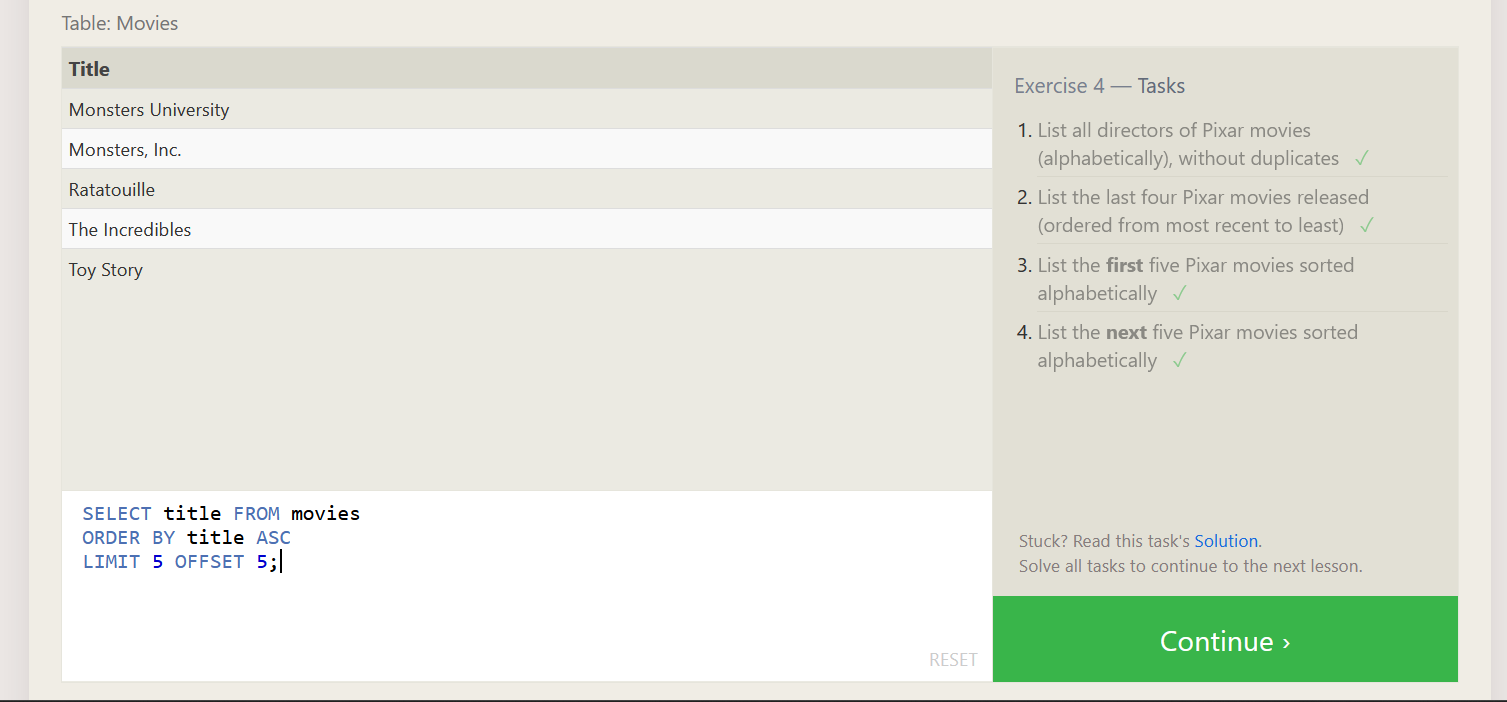 Table: Movies
Title
Monsters University
Monsters, Inc.
Ratatouille
The Incredibles
Toy Story
SELECT title FROM movies
ORDER BY title ASC
LIMIT 5 OFFSET 5;
RESET
Exercise 4 — Tasks
1. List all directors of Pixar movies
(alphabetically), without duplicates ✓
2. List the last four Pixar movies released
(ordered from most recent to least) ✓
3. List the first five Pixar movies sorted
alphabetically ✓
4. List the next five Pixar movies sorted
alphabetically ✓
Stuck? Read this task's Solution.
Solve all tasks to continue to the next lesson.
Continue ›